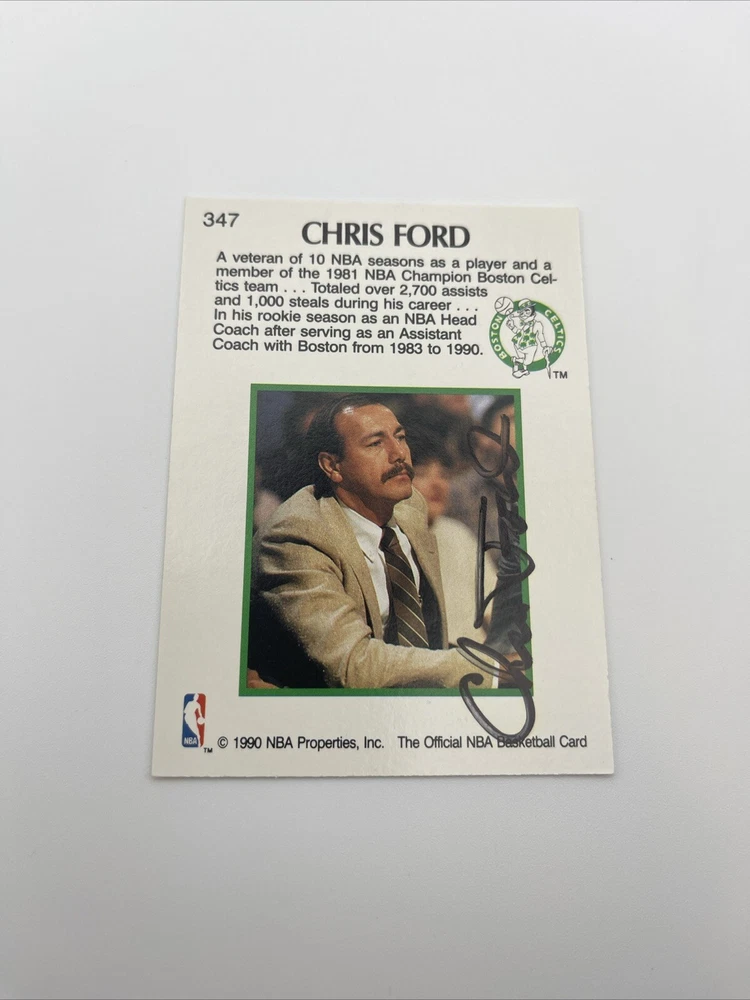 347
CHRIS FORD
A veteran of 10 NBA seasons as a player and a
member of the 1981 NBA Champion Boston Cel-
tics team . . . Totaled over 2,700 assists
and 1,000 steals during his career . . .
In his rookie season as an NBA Head
Coach after serving as an Assistant
Coach with Boston from 1983 to 1990.
BOSTON CELTICS
TM
Chris Ford
NBA
TM
© 1990 NBA Properties, Inc. The Official NBA Basketball Card